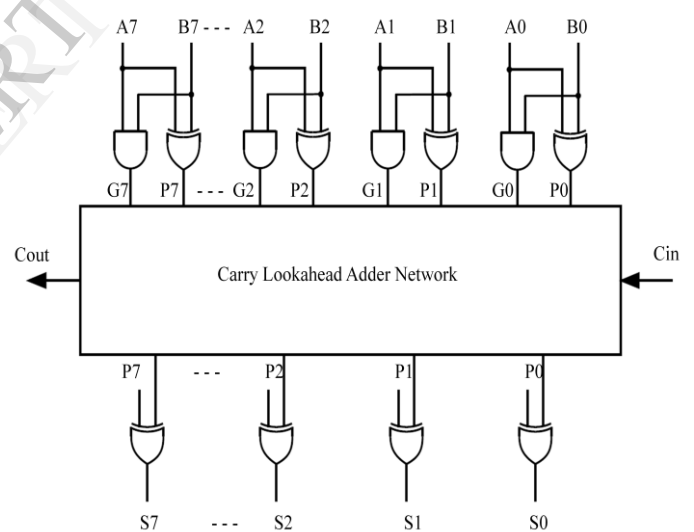 A7 B7 - - - A2 B2 A1 B1 A0 B0
G7 P7 - - - G2 P2 G1 P1 G0 P0
Cout
Cin
Carry Lookahead Adder Network
P7 - - - P2 P1 P0
S7 - - - S2 S1 S0
ERT